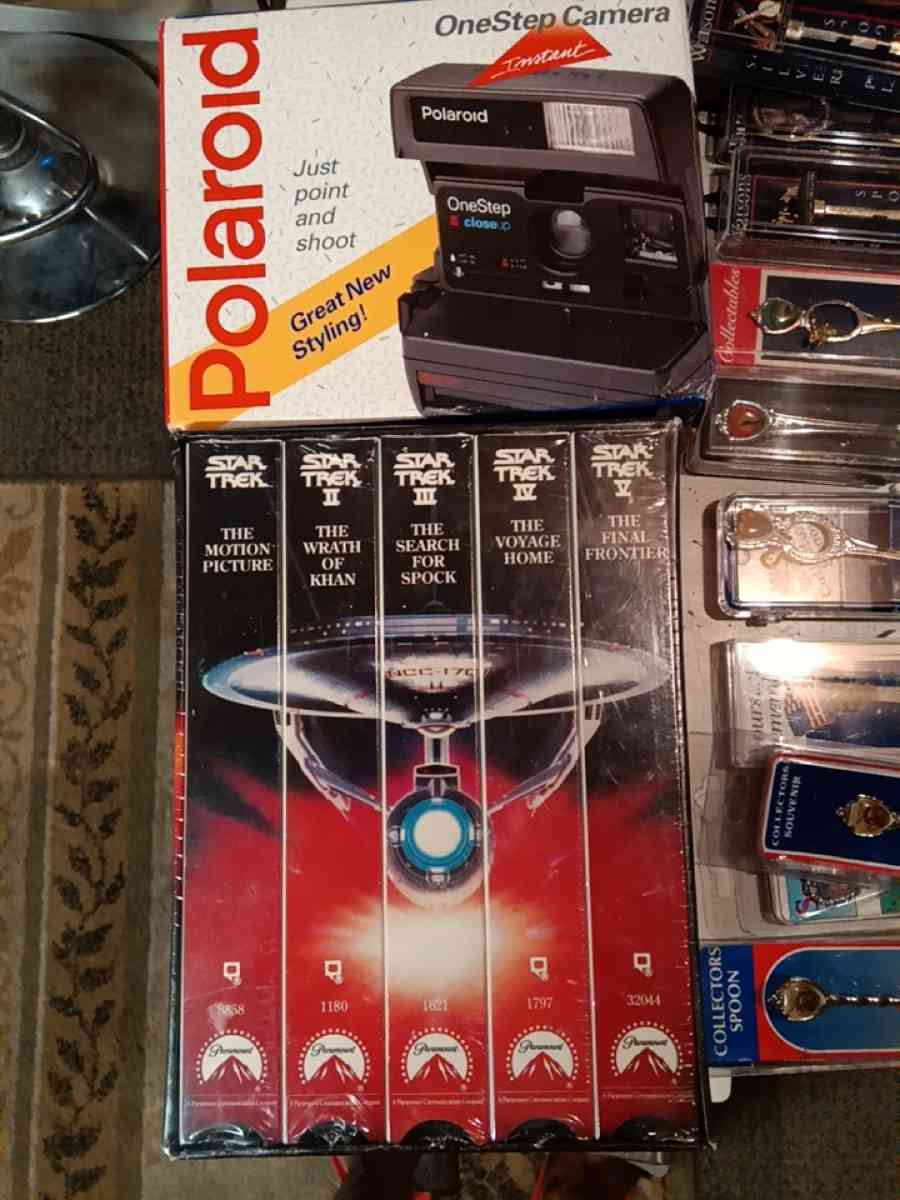 OneStep Camera
Instant
Polaroid
Just
point
and
shoot
Great New
Styling!
Polaroid
OneStep
closeup
STAR
TREK
THE
MOTION
PICTURE
8858
Paramount
STAR
TREK
II
THE
WRATH
OF
KHAN
1180
Paramount
STAR
TREK
III
THE
SEARCH
FOR
SPOCK
1621
Paramount
STAR
TREK
IV
THE
VOYAGE
HOME
1797
Paramount
STAR
TREK
V
THE
FINAL
FRONTIER
32044
Paramount
Collectables
COLLECTORS
SOUVENIR
COLLECTORS
SPOON